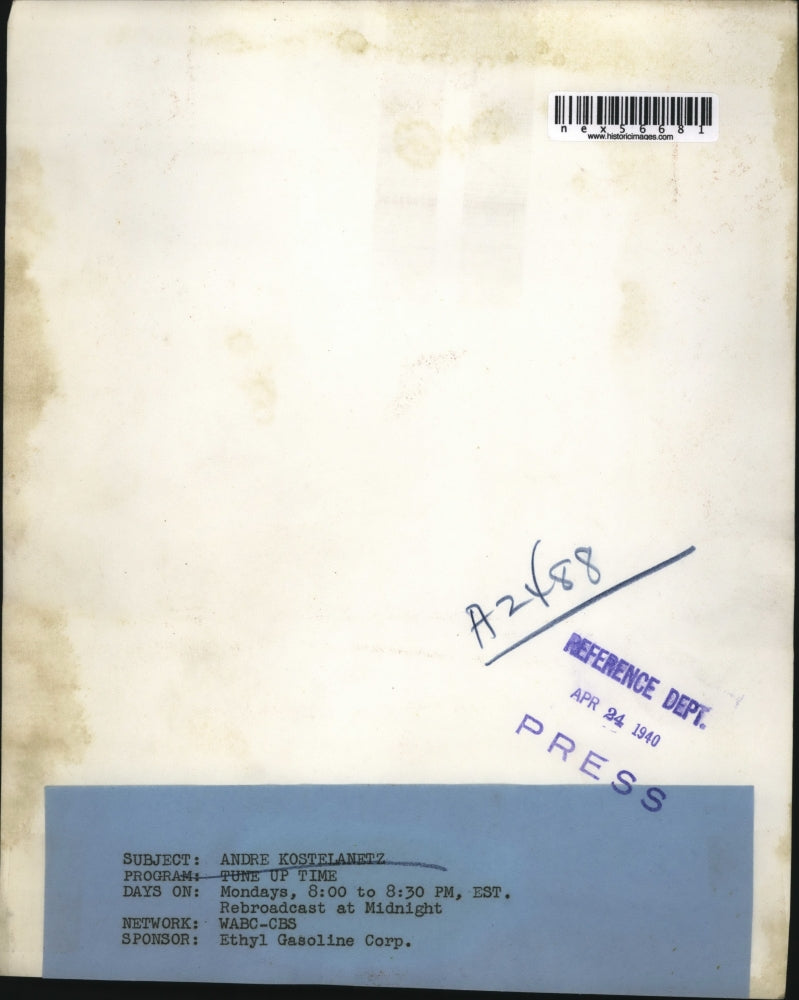 nex56681
www.historicimages.com
A2488
REFERENCE DEPT.
APR 24 1940
PRESS
SUBJECT: ANDRE KOSTELANETZ
PROGRAM: TUNE UP TIME
DAYS ON: Mondays, 8:00 to 8:30 PM, EST.
Rebroadcast at Midnight
NETWORK: WABC-CBS
SPONSOR: Ethyl Gasoline Corp.